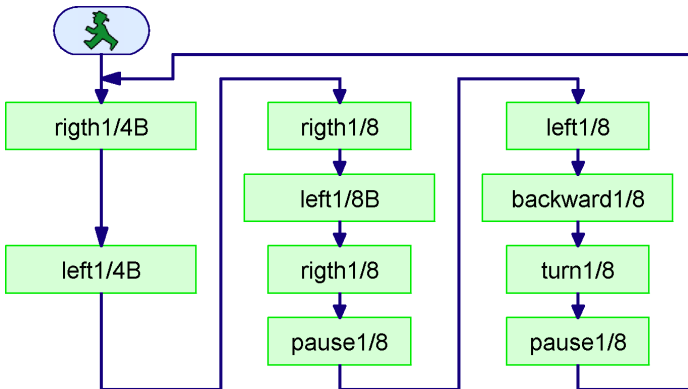 rigth1/4B
left1/4B
rigth1/8
left1/8B
rigth1/8
pause1/8
left1/8
backward1/8
turn1/8
pause1/8